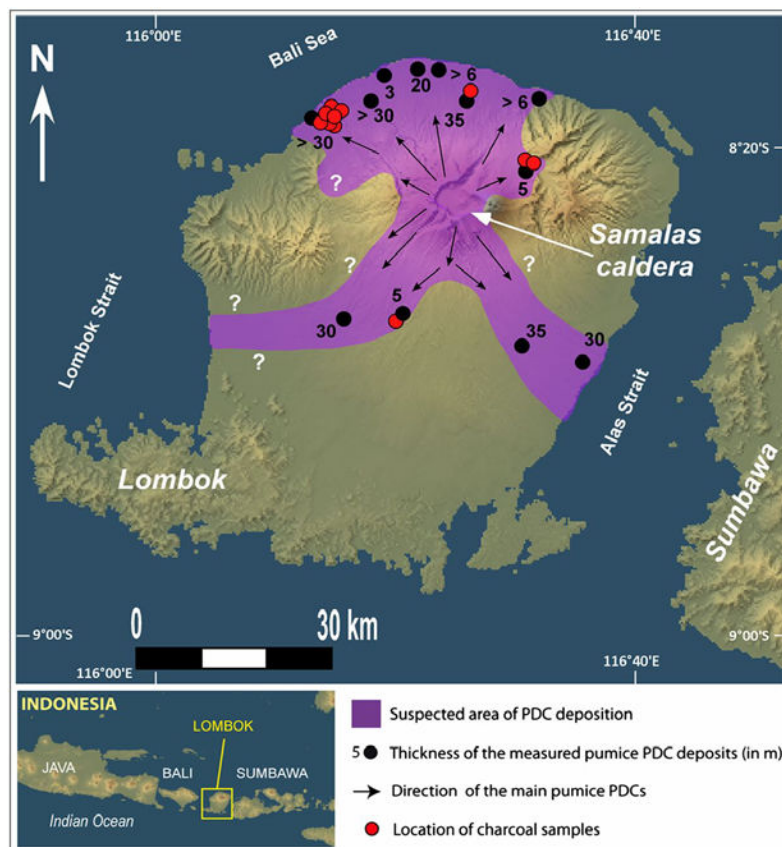 116°00'E
116°40'E
Bali Sea
N
3
20
> 6
> 30
35
> 6
> 30
8°20'S
5
?
Samalas
caldera
?
?
?
5
30
?
35
30
Lombok Strait
Alas Strait
Lombok
Sumbawa
0
30 km
9°00'S
9°00'S
116°00'E
116°40'E
INDONESIA
LOMBOK
JAVA
BALI
SUMBAWA
Indian Ocean
Suspected area of PDC deposition
5 Thickness of the measured pumice PDC deposits (in m)
Direction of the main pumice PDCs
Location of charcoal samples